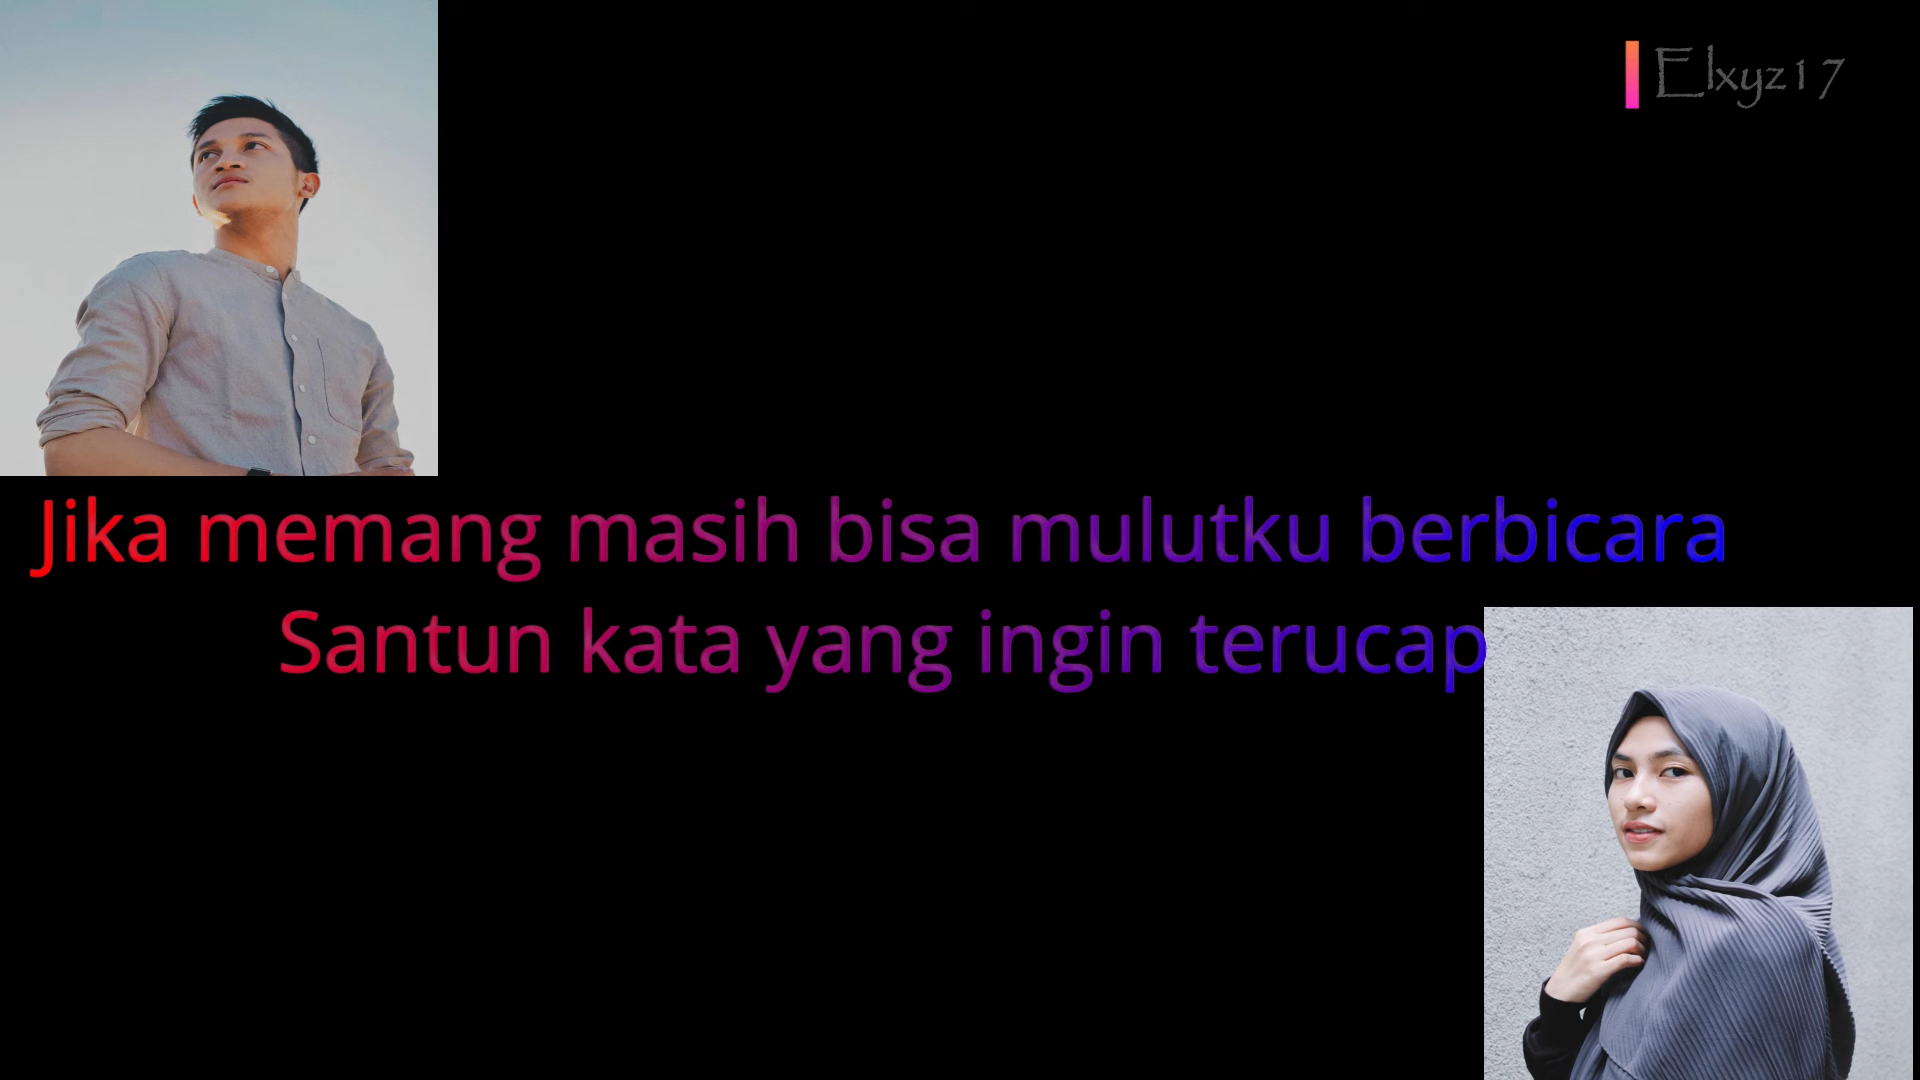 Elxyz17
Jika memang masih bisa mulutku berbicara
Santun kata yang ingin terucap